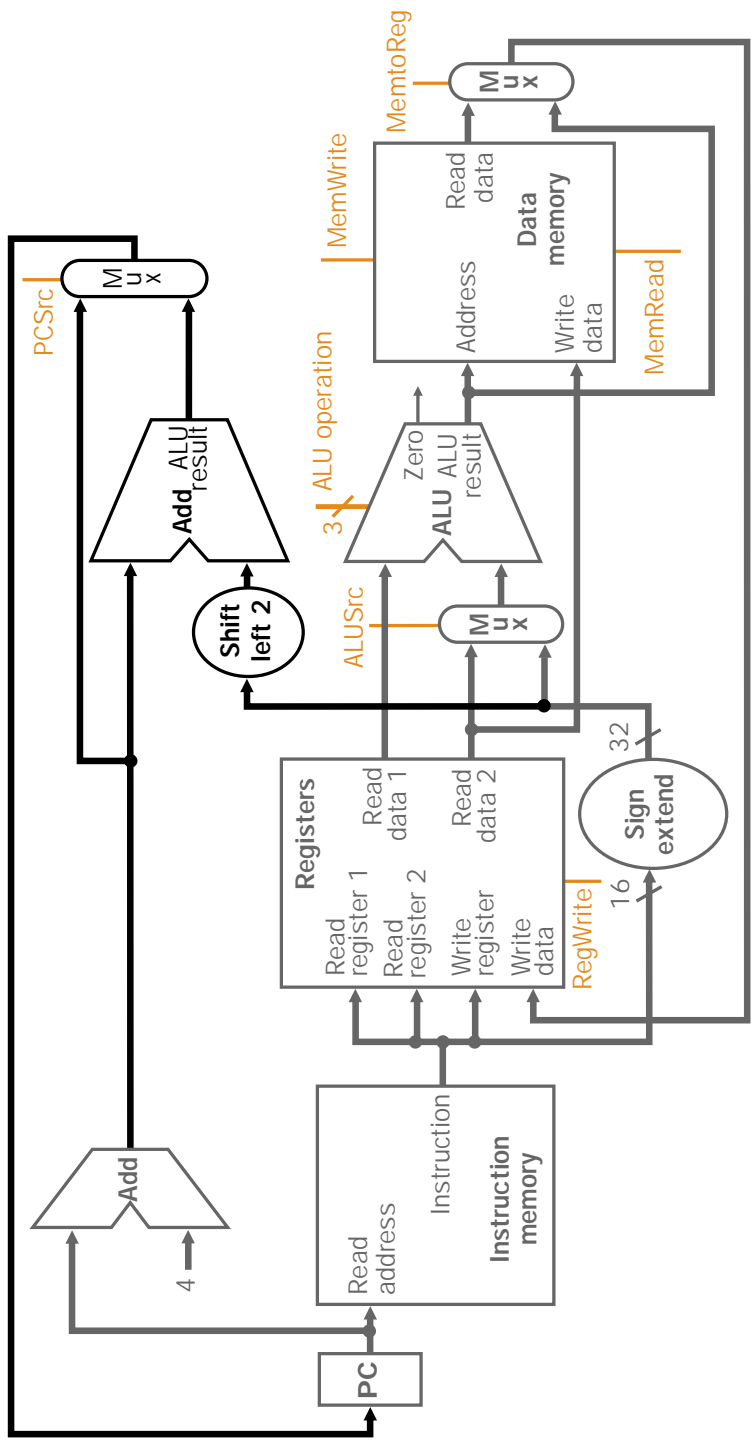 PCSrc
M
u
x
Add ALU
result
Add
4
Shift
left 2
PC
Read
address
Instruction
Instruction
memory
Registers
Read
register 1
Read
data 1
Read
register 2
Read
data 2
Write
register
Write
data
RegWrite
16
Sign
extend
32
ALUSrc
M
u
x
3
ALU operation
Zero
ALU ALU
result
MemWrite
Address
Read
data
Data
memory
Write
data
MemRead
MemtoReg
M
u
x